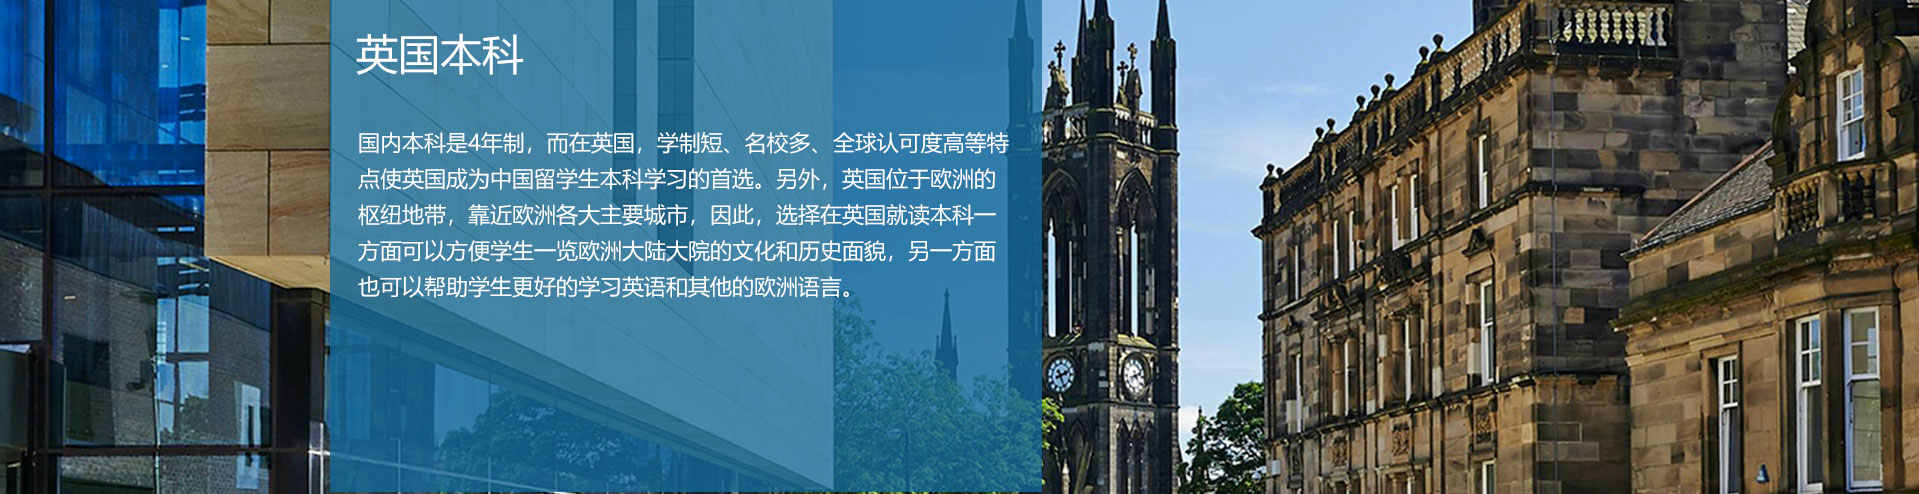 英国本科
国内本科是4年制，而在英国，学制短、名校多、全球认可度高等特
点使英国成为中国留学生本科学习的首选。另外，英国位于欧洲的
枢纽地带，靠近欧洲各大主要城市，因此，选择在英国就读本科一
方面可以方便学生一览欧洲大陆大院的文化和历史面貌，另一方面
也可以帮助学生更好的学习英语和其他的欧洲语言。